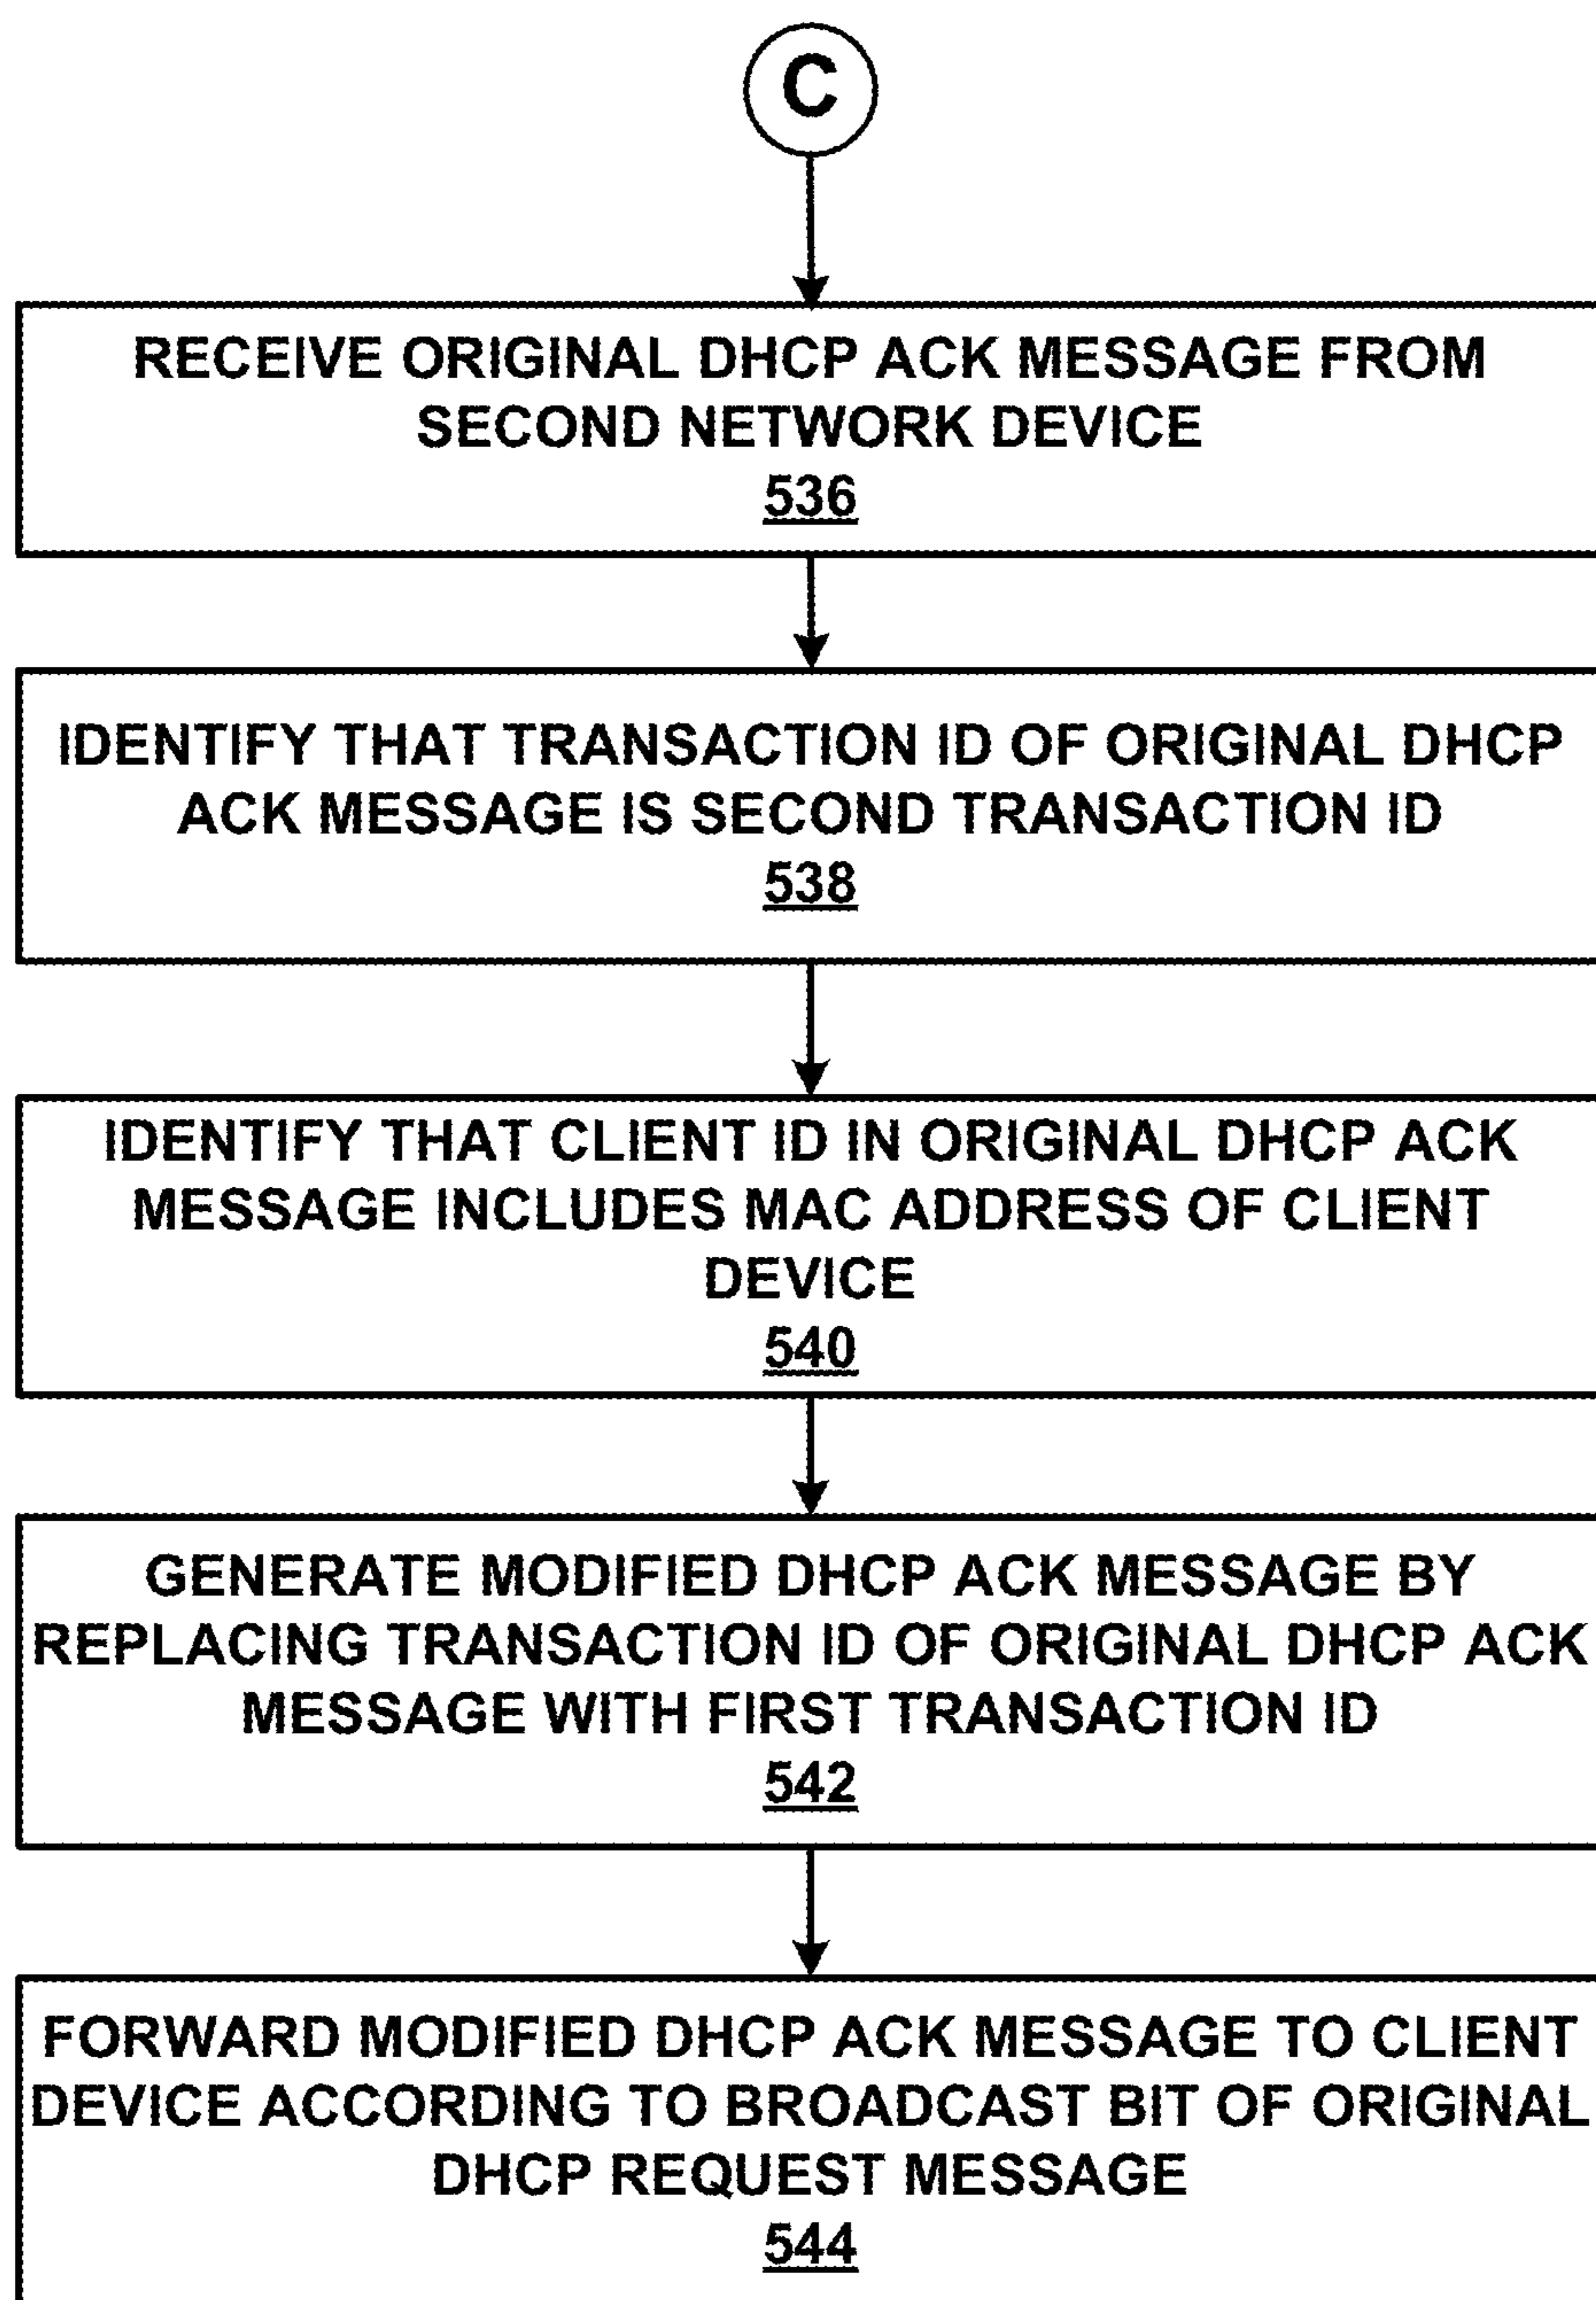 C
RECEIVE ORIGINAL DHCP ACK MESSAGE FROM
SECOND NETWORK DEVICE
536
IDENTIFY THAT TRANSACTION ID OF ORIGINAL DHCP
ACK MESSAGE IS SECOND TRANSACTION ID
538
IDENTIFY THAT CLIENT ID IN ORIGINAL DHCP ACK
MESSAGE INCLUDES MAC ADDRESS OF CLIENT
DEVICE
540
GENERATE MODIFIED DHCP ACK MESSAGE BY
REPLACING TRANSACTION ID OF ORIGINAL DHCP ACK
MESSAGE WITH FIRST TRANSACTION ID
542
FORWARD MODIFIED DHCP ACK MESSAGE TO CLIENT
DEVICE ACCORDING TO BROADCAST BIT OF ORIGINAL
DHCP REQUEST MESSAGE
544